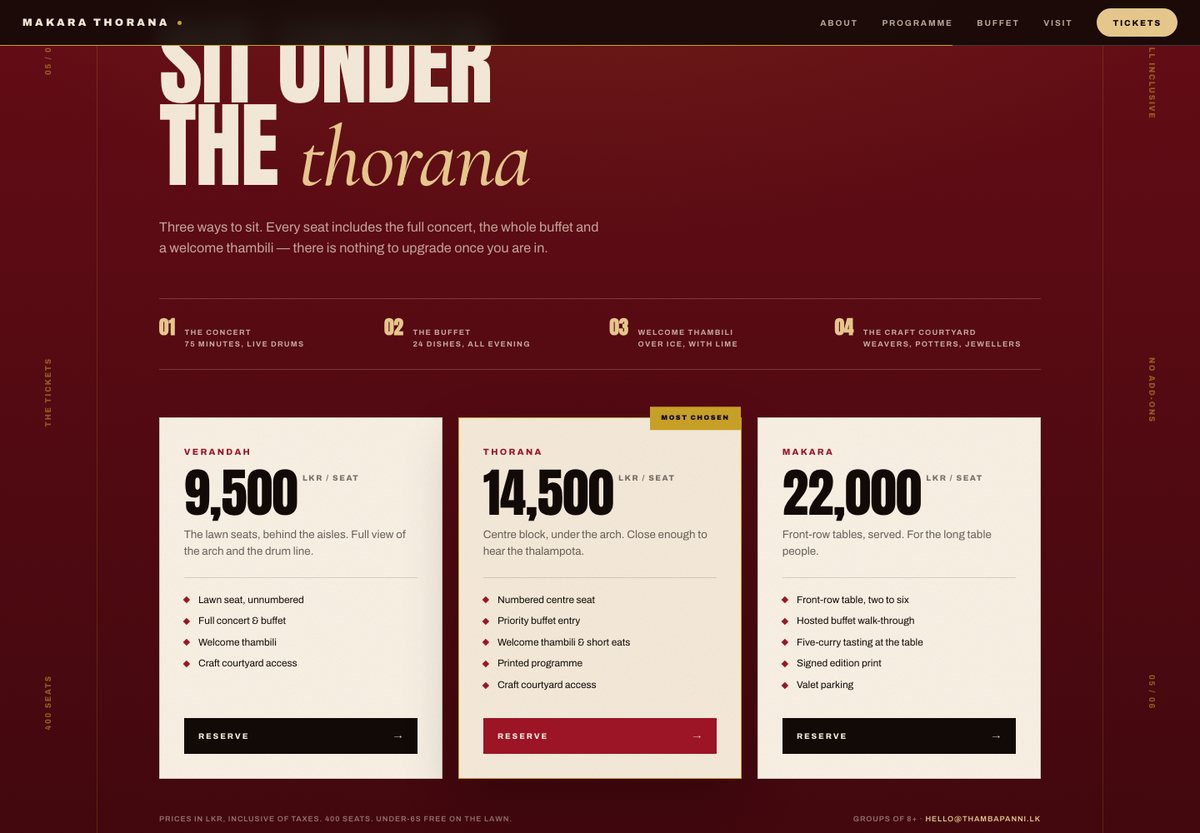 MAKARA THORANA
ABOUT
PROGRAMME
BUFFET
VISIT
TICKETS
SIT UNDER
THE thorana
Three ways to sit. Every seat includes the full concert, the whole buffet and
a welcome thambili — there is nothing to upgrade once you are in.
01
THE CONCERT
75 MINUTES, LIVE DRUMS
02
THE BUFFET
24 DISHES, ALL EVENING
03
WELCOME THAMBILI
OVER ICE, WITH LIME
04
THE CRAFT COURTYARD
WEAVERS, POTTERS, JEWELLERS
VERANDAH
9,500 LKR / SEAT
The lawn seats, behind the aisles. Full view of
the arch and the drum line.
Lawn seat, unnumbered
Full concert & buffet
Welcome thambili
Craft courtyard access
RESERVE →
MOST CHOSEN
THORANA
14,500 LKR / SEAT
Centre block, under the arch. Close enough to
hear the thalampota.
Numbered centre seat
Priority buffet entry
Welcome thambili & short eats
Printed programme
Craft courtyard access
RESERVE →
MAKARA
22,000 LKR / SEAT
Front-row tables, served. For the long table
people.
Front-row table, two to six
Hosted buffet walk-through
Five-curry tasting at the table
Signed edition print
Valet parking
RESERVE →
PRICES IN LKR, INCLUSIVE OF TAXES. 400 SEATS. UNDER-6S FREE ON THE LAWN.
GROUPS OF 8+ · HELLO@THAMBAPANNI.LK
05 / 0
THE TICKETS
400 SEATS
LL INCLUSIVE
NO ADD-ONS
05 / 06